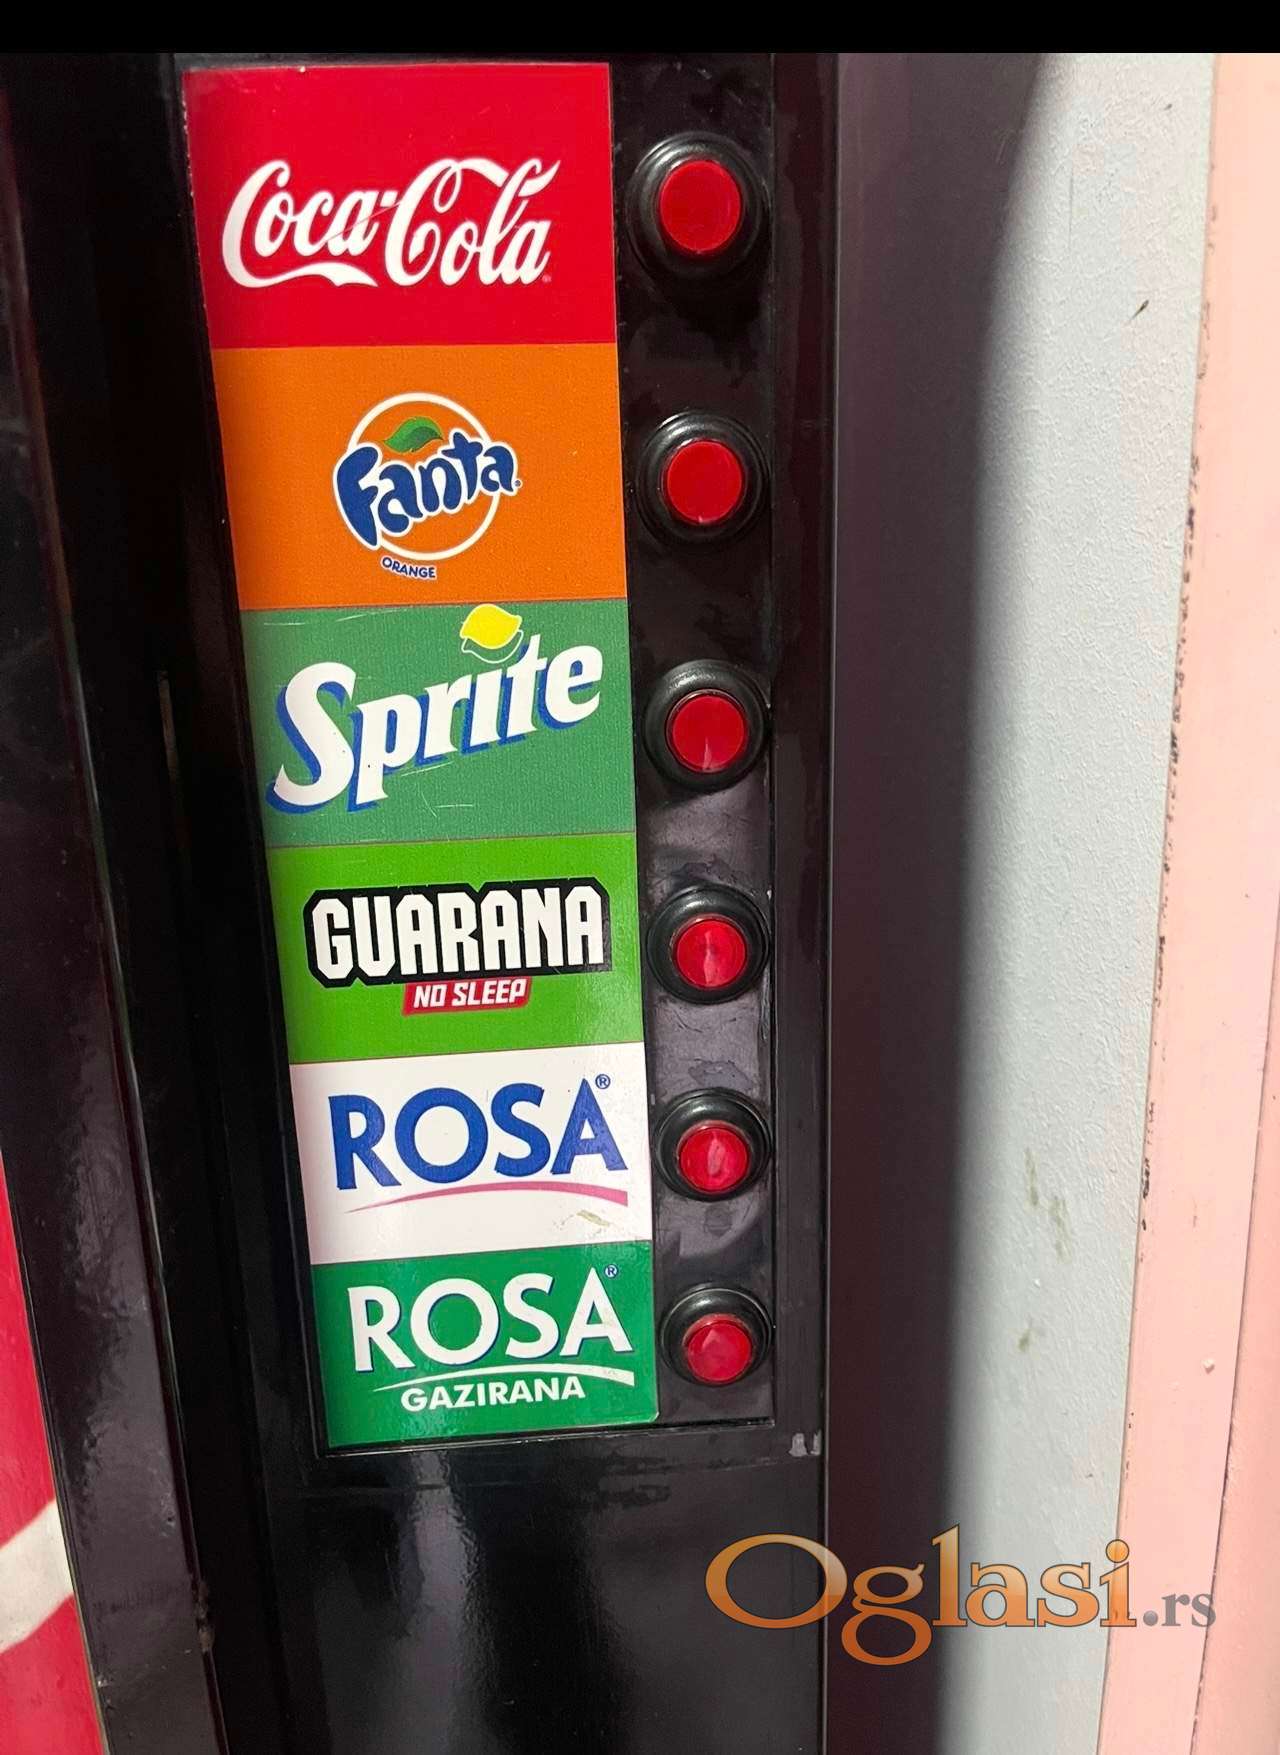 Coca-Cola
Fanta
ORANGE
Sprite
GUARANA
NO SLEEP
ROSA®
ROSA®
GAZIRANA
Oglasi.rs